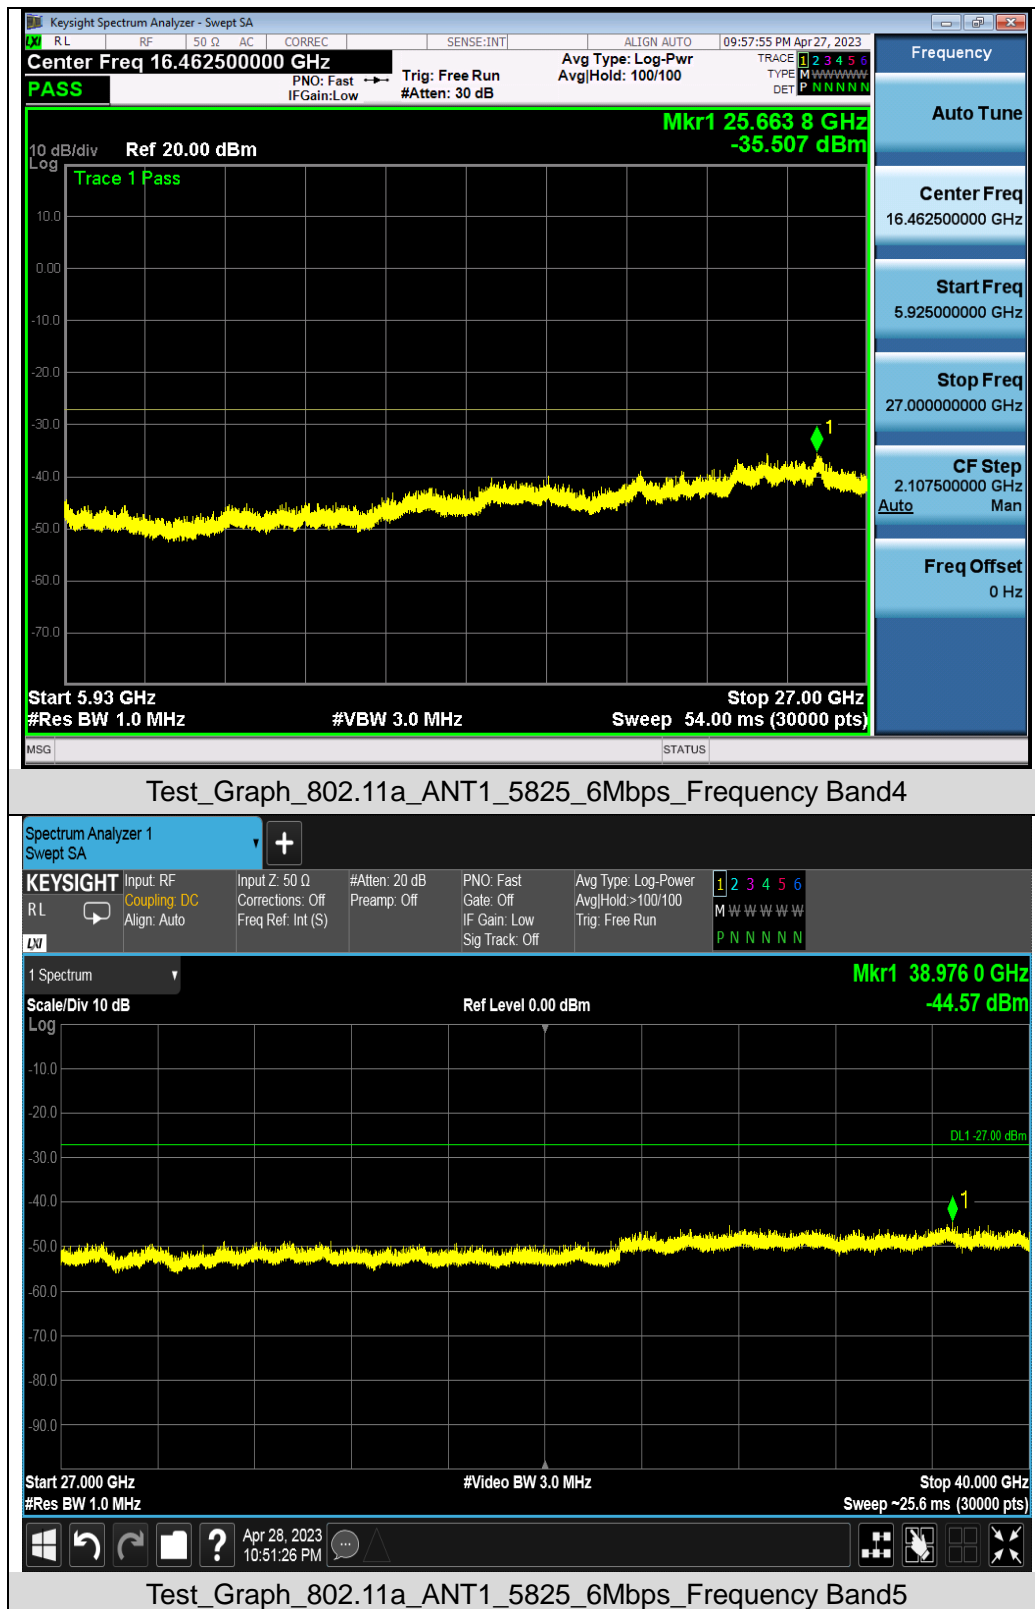 Keysight Spectrum Analyzer - Swept SA
LXI RL RF 50 Ω AC CORREC SENSE:INT ALIGN AUTO 09:57:55 PM Apr 27, 2023
Center Freq 16.462500000 GHz
PASS
PNO: Fast
IFGain:Low
Trig: Free Run
#Atten: 30 dB
Avg Type: Log-Pwr
Avg|Hold: 100/100
TRACE 1 2 3 4 5 6
TYPE M W W W W W
DET P N N N N N
Frequency
Auto Tune
Center Freq
16.462500000 GHz
Start Freq
5.925000000 GHz
Stop Freq
27.000000000 GHz
CF Step
2.107500000 GHz
Auto Man
Freq Offset
0 Hz
Mkr1 25.663 8 GHz
-35.507 dBm
10 dB/div Ref 20.00 dBm
Log
Trace 1 Pass
10.0
0.00
-10.0
-20.0
-30.0
1
-40.0
-50.0
-60.0
-70.0
Start 5.93 GHz Stop 27.00 GHz
#Res BW 1.0 MHz #VBW 3.0 MHz Sweep 54.00 ms (30000 pts)
MSG STATUS
Test_Graph_802.11a_ANT1_5825_6Mbps_Frequency Band4
Spectrum Analyzer 1
Swept SA
+
KEYSIGHT
RL
LXI
Input: RF
Coupling: DC
Align: Auto
Input Z: 50 Ω
Corrections: Off
Freq Ref: Int (S)
#Atten: 20 dB
Preamp: Off
PNO: Fast
Gate: Off
IF Gain: Low
Sig Track: Off
Avg Type: Log-Power
Avg|Hold:>100/100
Trig: Free Run
1 2 3 4 5 6
M W W W W W
P N N N N N
1 Spectrum
Mkr1 38.976 0 GHz
-44.57 dBm
Scale/Div 10 dB Ref Level 0.00 dBm
Log
-10.0
-20.0
DL1 -27.00 dBm
-30.0
-40.0
1
-50.0
-60.0
-70.0
-80.0
-90.0
Start 27.000 GHz #Video BW 3.0 MHz Stop 40.000 GHz
#Res BW 1.0 MHz Sweep ~25.6 ms (30000 pts)
?
Apr 28, 2023
10:51:26 PM
Test_Graph_802.11a_ANT1_5825_6Mbps_Frequency Band5